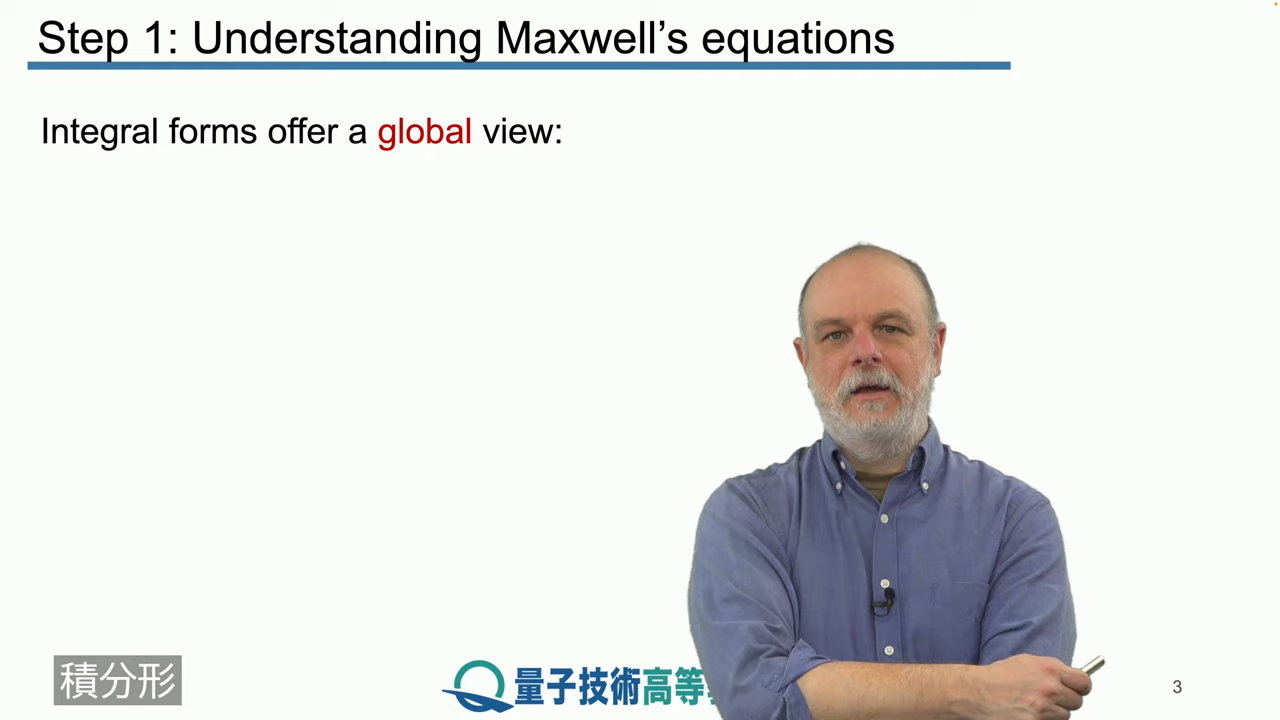 Step 1: Understanding Maxwell's equations
Integral forms offer a global view:
積分形
量子技術高等
3